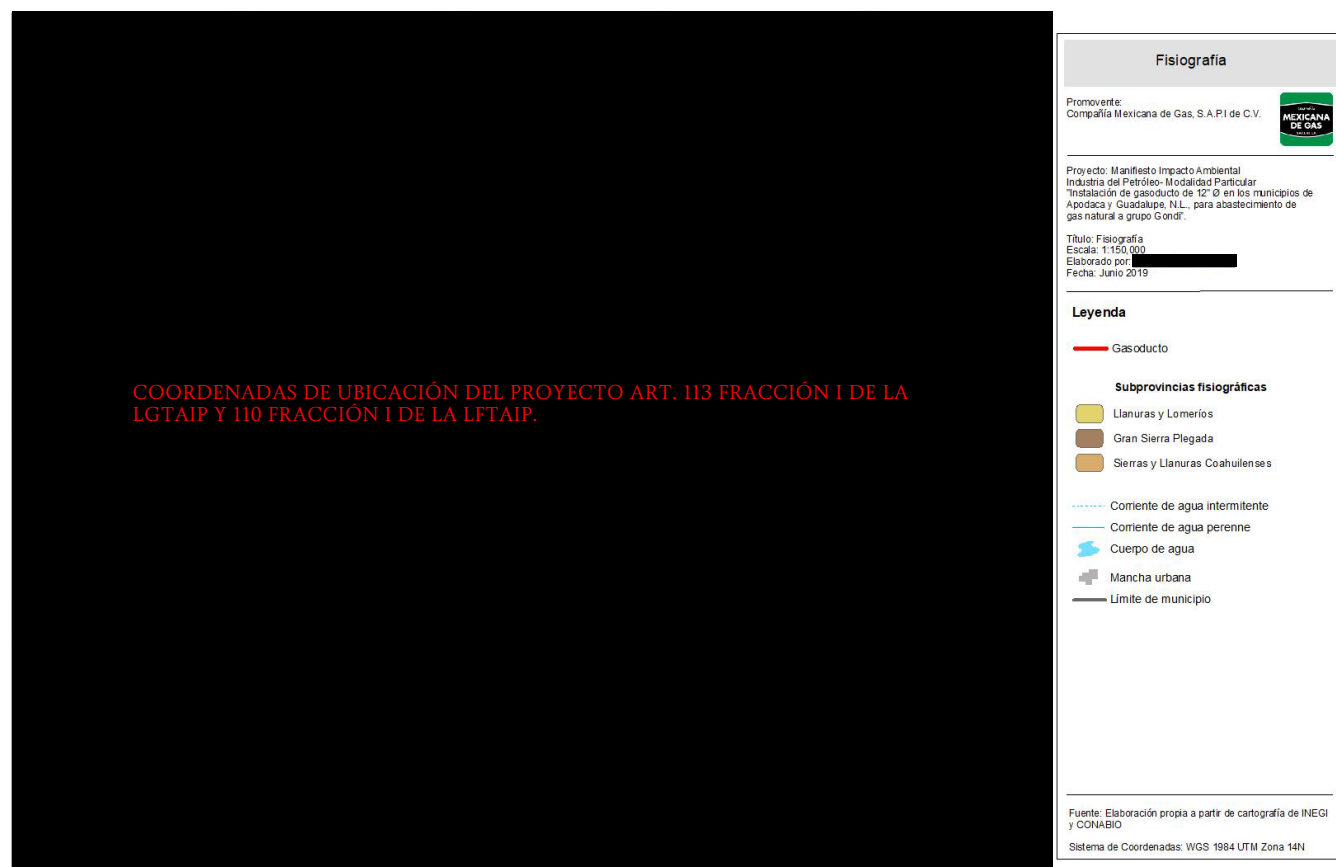 COORDENADAS DE UBICACIÓN DEL PROYECTO ART. 113 FRACCIÓN I DE LA
LGTAIP Y 110 FRACCIÓN I DE LA LFTAIP.
Fisiografía
Promovente:
Compañía Mexicana de Gas, S.A.P.I de C.V.
MEXICANA
DE GAS
Proyecto: Manifiesto Impacto Ambiental
Industria del Petróleo- Modalidad Particular
"Instalación de gasoducto de 12" Ø en los municipios de
Apodaca y Guadalupe, N.L., para abastecimiento de
gas natural a grupo Gondi".
Título: Fisiografía
Escala: 1:150,000
Elaborado por:
Fecha: Junio 2019
Leyenda
Gasoducto
Subprovincias fisiográficas
Llanuras y Lomeríos
Gran Sierra Plegada
Sierras y Llanuras Coahuilenses
Corriente de agua intermitente
Corriente de agua perenne
Cuerpo de agua
Mancha urbana
Límite de municipio
Fuente: Elaboración propia a partir de cartografía de INEGI
y CONABIO
Sistema de Coordenadas: WGS 1984 UTM Zona 14N